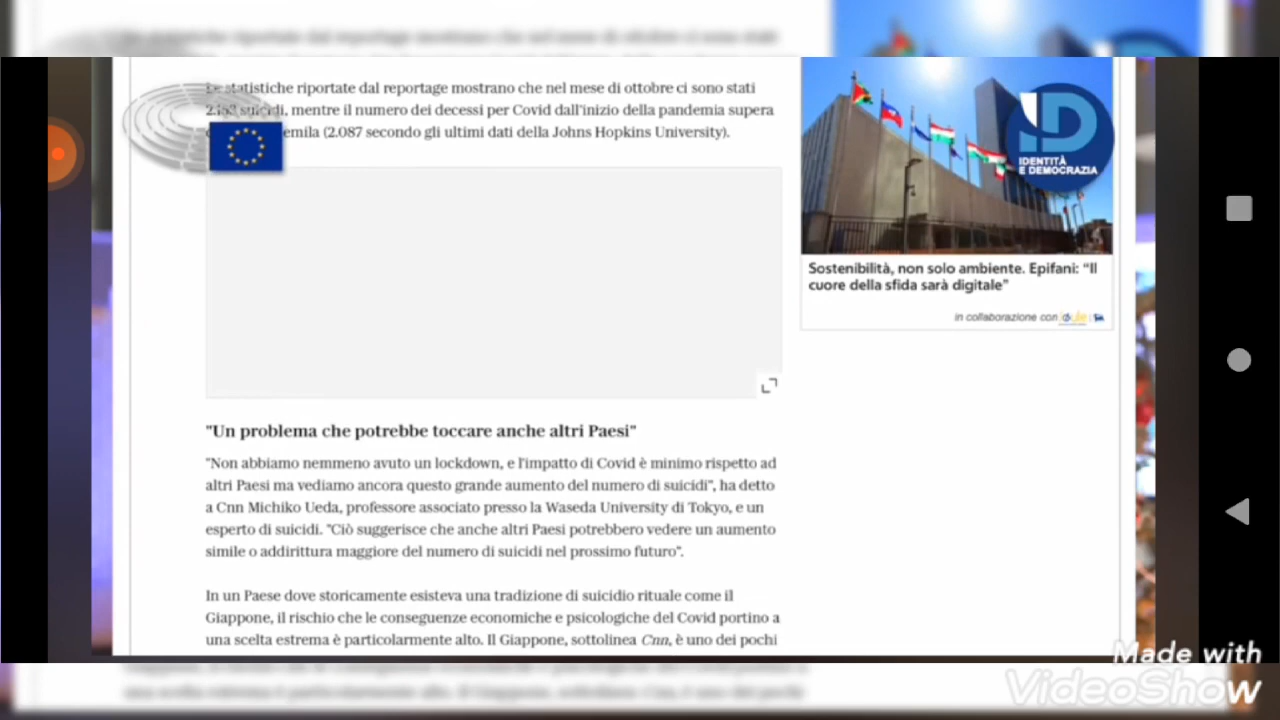 Le statistiche riportate dal reportage mostrano che nel mese di ottobre ci sono stati
2.153 suicidi, mentre il numero dei decessi per Covid dall'inizio della pandemia supera
emila (2.087 secondo gli ultimi dati della Johns Hopkins University).
"Un problema che potrebbe toccare anche altri Paesi"
"Non abbiamo nemmeno avuto un lockdown, e l'impatto di Covid è minimo rispetto ad
altri Paesi ma vediamo ancora questo grande aumento del numero di suicidi", ha detto
a Cnn Michiko Ueda, professore associato presso la Waseda University di Tokyo, e un
esperto di suicidi. "Ciò suggerisce che anche altri Paesi potrebbero vedere un aumento
simile o addirittura maggiore del numero di suicidi nel prossimo futuro".
In un Paese dove storicamente esisteva una tradizione di suicidio rituale come il
Giappone, il rischio che le conseguenze economiche e psicologiche del Covid portino a
una scelta estrema è particolarmente alto. Il Giappone, sottolinea Cnn, è uno dei pochi
ID
IDENTITÀ
E DEMOCRAZIA
Sostenibilità, non solo ambiente. Epifani: "Il
cuore della sfida sarà digitale"
in collaborazione con
Made with
VideoShow